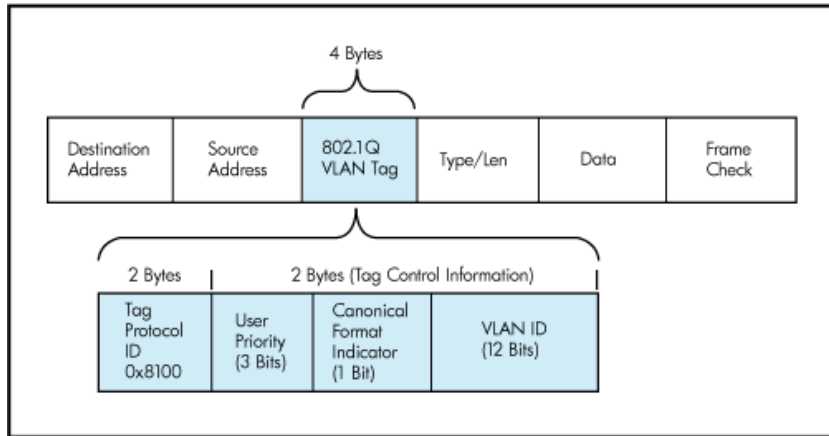 4 Bytes
Destination
Address
Source
Address
802.1Q
VLAN Tag
Type/Len
Data
Frame
Check
2 Bytes
2 Bytes (Tag Control Information)
Tag
Protocol
ID
0x8100
User
Priority
(3 Bits)
Canonical
Format
Indicator
(1 Bit)
VLAN ID
(12 Bits)